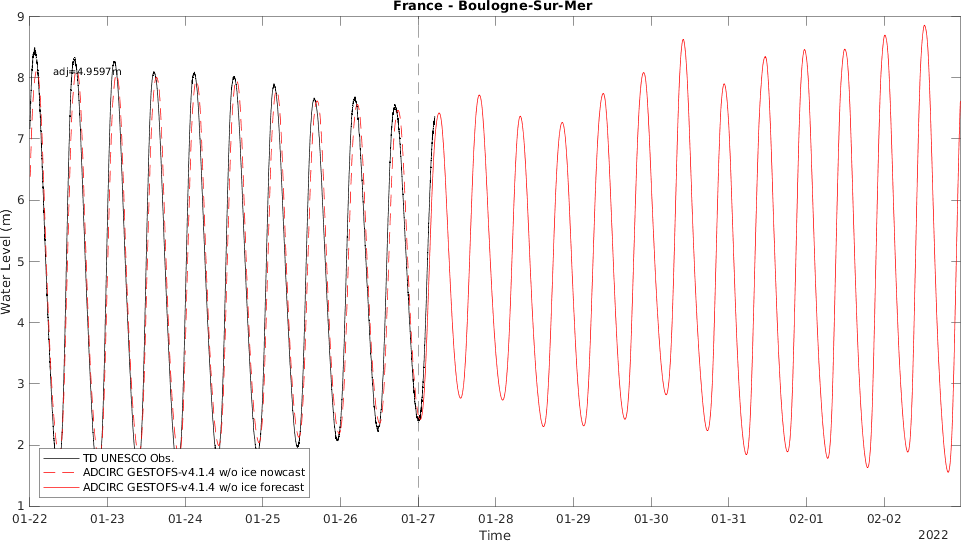 France - Boulogne-Sur-Mer
9
8
7
6
5
4
3
2
1
Water Level (m)
adj=4.9597m
TD UNESCO Obs.
ADCIRC GESTOFS-v4.1.4 w/o ice nowcast
ADCIRC GESTOFS-v4.1.4 w/o ice forecast
01-22 01-23 01-24 01-25 01-26 01-27 01-28 01-29 01-30 01-31 02-01 02-02
Time
2022